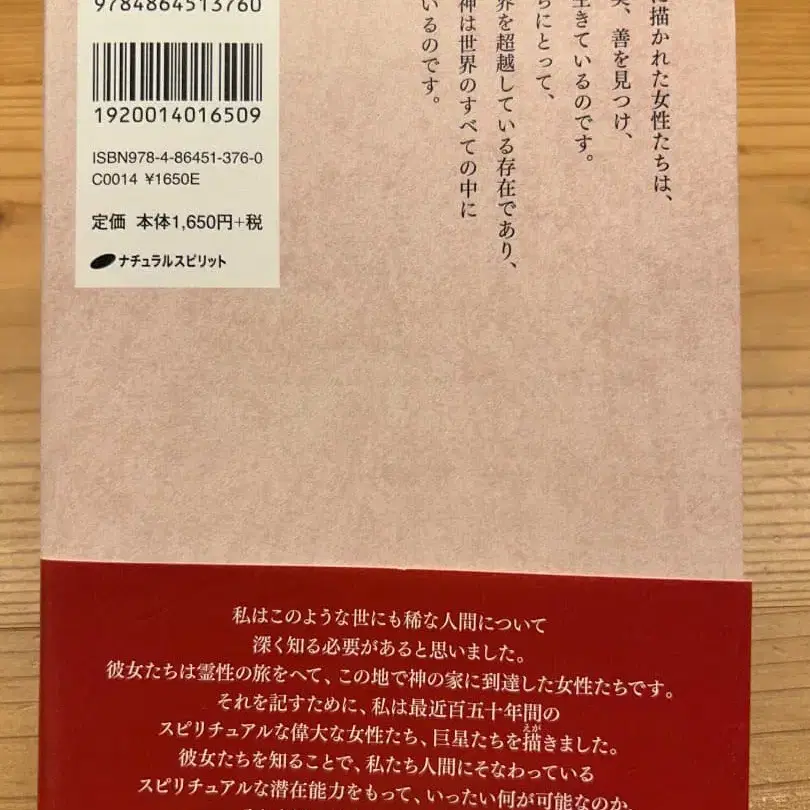 9784864513760
1920014016509
ISBN978-4-86451-376-0
C0014 ¥1650E
定価 本体1,650円+税
ナチュラルスピリット
に描かれた女性たちは、
、善を見つけ、
生きているのです。
ちにとって、
界を超越している存在であり、
神は世界のすべての中に
いるのです。
私はこのような世にも稀な人間について
深く知る必要があると思いました。
彼女たちは霊性の旅をへて、この地で神の家に到達した女性たちです。
それを記すために、私は最近百五十年間の
スピリチュアルな偉大な女性たち、巨星たちを描きました。
えが
彼女たちを知ることで、私たち人間にそなわっている
スピリチュアルな潜在能力をもって、いったい何が可能なのか、